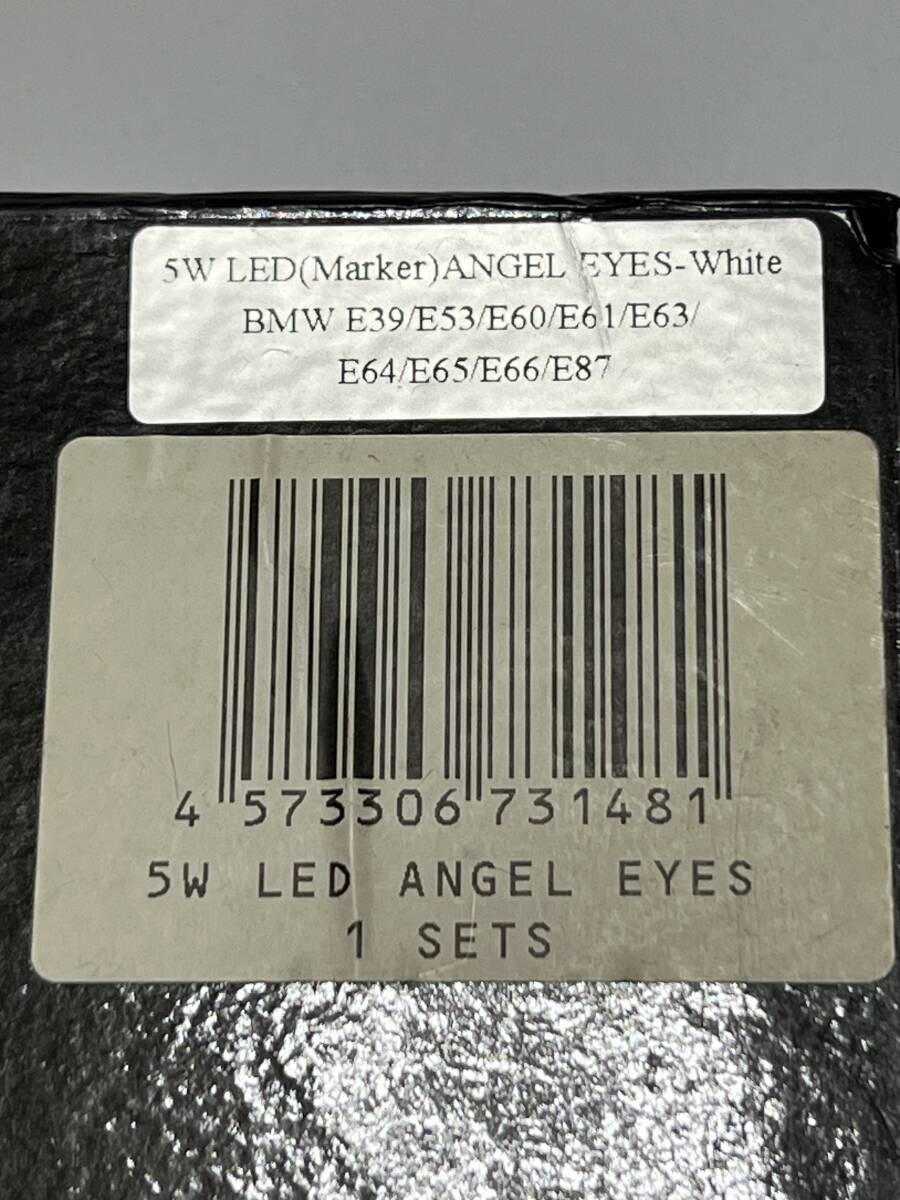 5W LED(Marker)ANGEL EYES-White
BMW E39/E53/E60/E61/E63/
E64/E65/E66/E87
4 573306 731481
5W LED ANGEL EYES
1 SETS